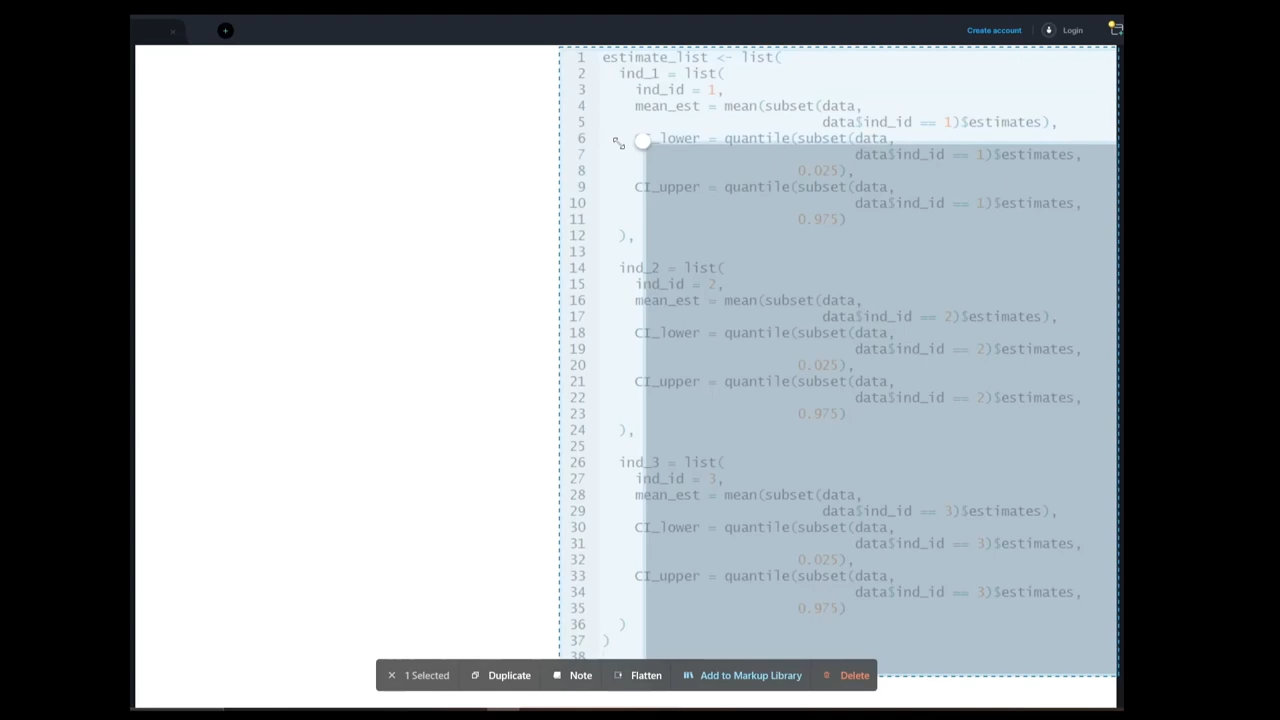 +
Create account
Login
1 estimate_list <- list(
2 ind_1 = list(
3 ind_id = 1,
4 mean_est = mean(subset(data,
5 data$ind_id == 1)$estimates),
6 _lower = quantile(subset(data,
7 data$ind_id == 1)$estimates,
8 0.025),
9 CI_upper = quantile(subset(data,
10 data$ind_id == 1)$estimates,
11 0.975)
12 ),
13
14 ind_2 = list(
15 ind_id = 2,
16 mean_est = mean(subset(data,
17 data$ind_id == 2)$estimates),
18 CI_lower = quantile(subset(data,
19 data$ind_id == 2)$estimates,
20 0.025),
21 CI_upper = quantile(subset(data,
22 data$ind_id == 2)$estimates,
23 0.975)
24 ),
25
26 ind_3 = list(
27 ind_id = 3,
28 mean_est = mean(subset(data,
29 data$ind_id == 3)$estimates),
30 CI_lower = quantile(subset(data,
31 data$ind_id == 3)$estimates,
32 0.025),
33 CI_upper = quantile(subset(data,
34 data$ind_id == 3)$estimates,
35 0.975)
36 )
37 )
38
1 Selected Duplicate Note Flatten Add to Markup Library Delete